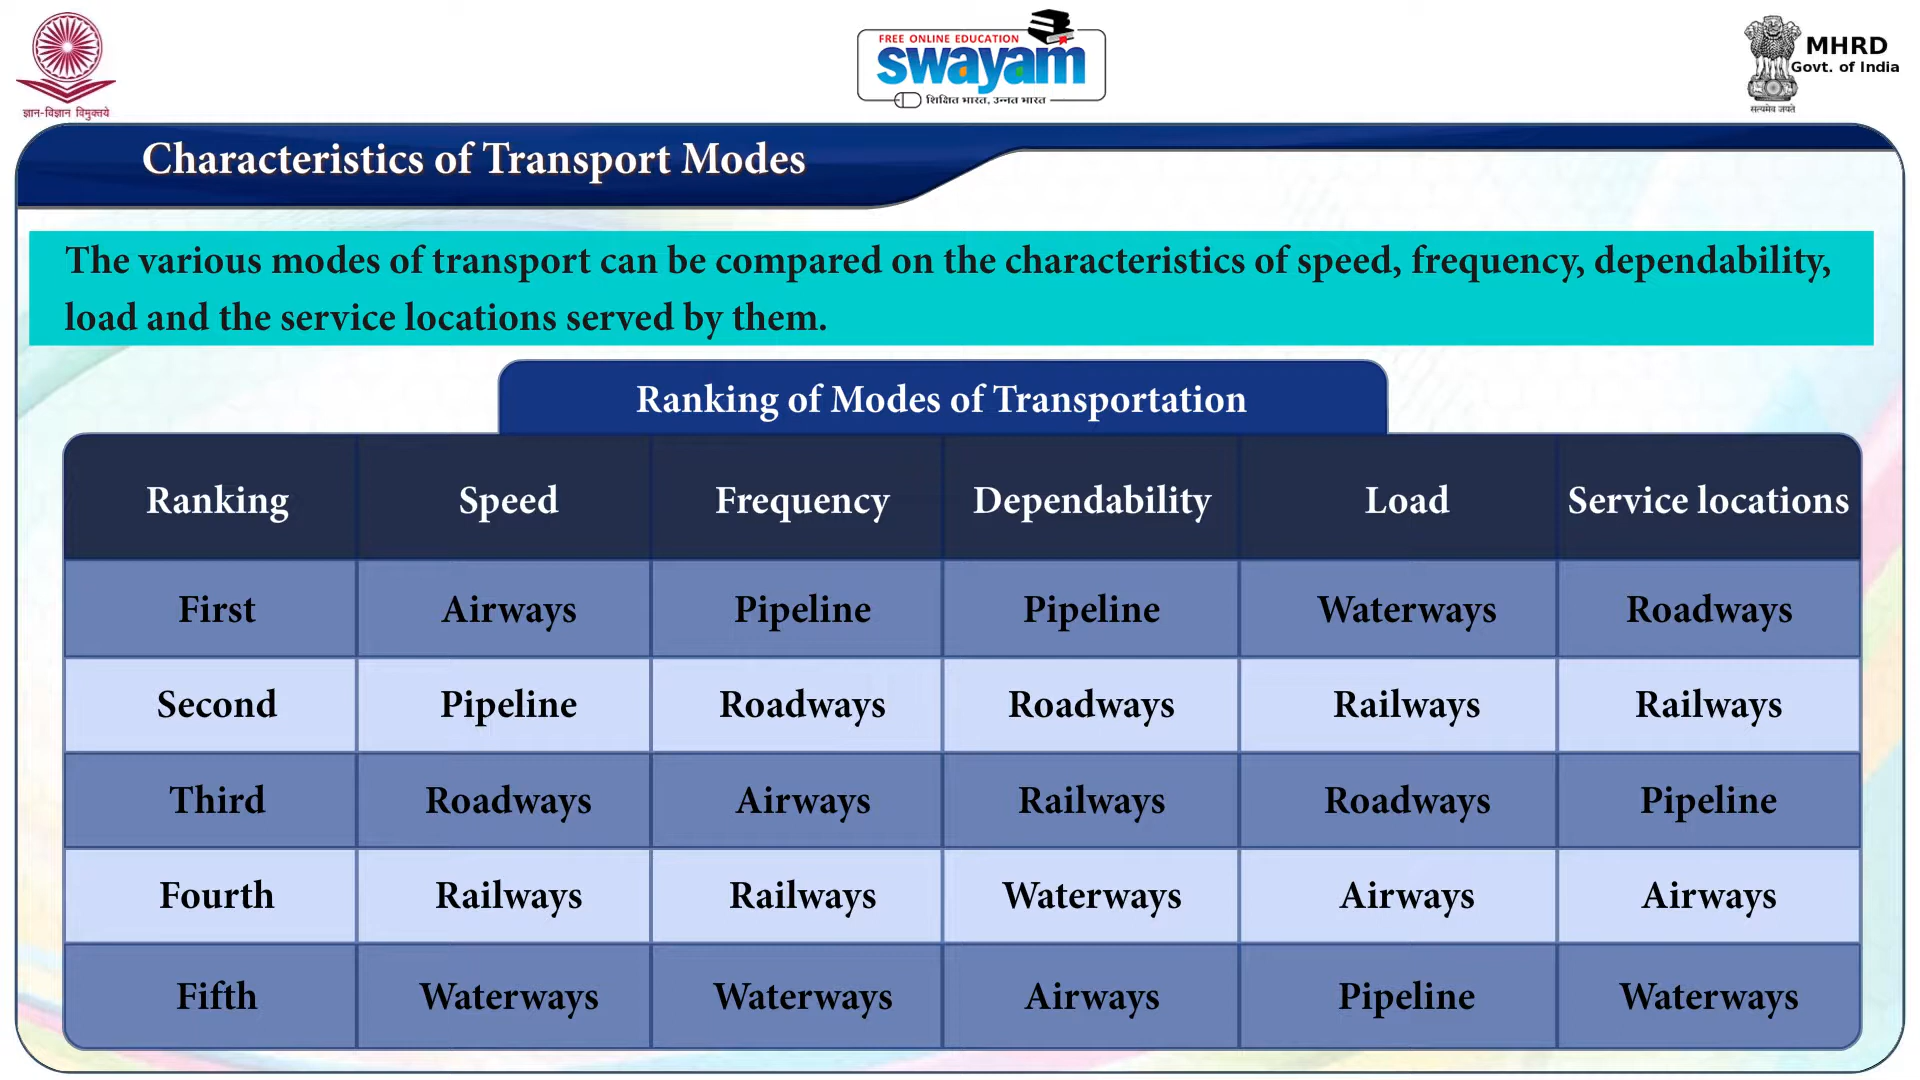 ज्ञान-विज्ञान विमुक्तये
FREE ONLINE EDUCATION
swayam
शिक्षित भारत, उन्नत भारत
MHRD
Govt. of India
सत्यमेव जयते
Characteristics of Transport Modes
The various modes of transport can be compared on the characteristics of speed, frequency, dependability,
load and the service locations served by them.
Ranking of Modes of Transportation
Ranking Speed Frequency Dependability Load Service locations
First Airways Pipeline Pipeline Waterways Roadways
Second Pipeline Roadways Roadways Railways Railways
Third Roadways Airways Railways Roadways Pipeline
Fourth Railways Railways Waterways Airways Airways
Fifth Waterways Waterways Airways Pipeline Waterways